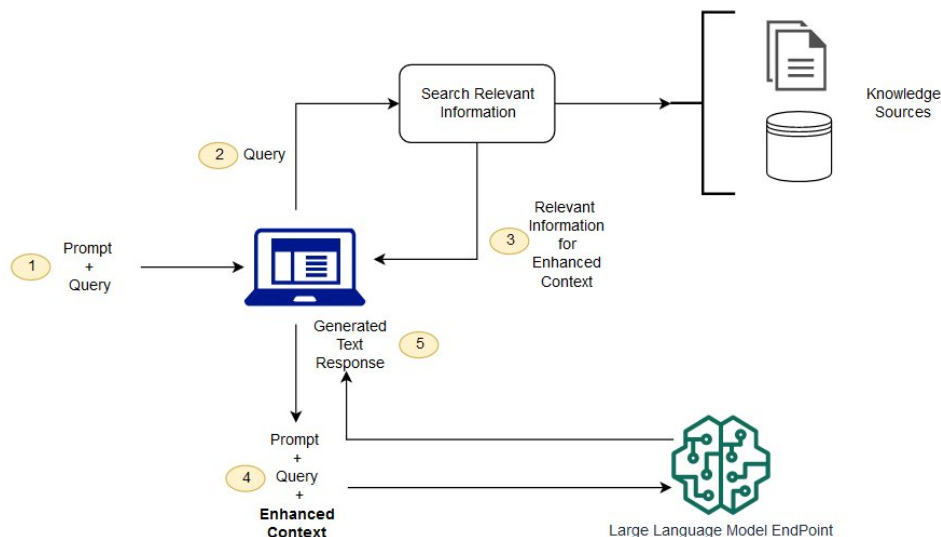 Search Relevant
Information
Knowledge
Sources
2
Query
1
Prompt
+
Query
3
Relevant
Information
for
Enhanced
Context
Generated
Text
Response
5
4
Prompt
+
Query
+
Enhanced
Context
Large Language Model EndPoint